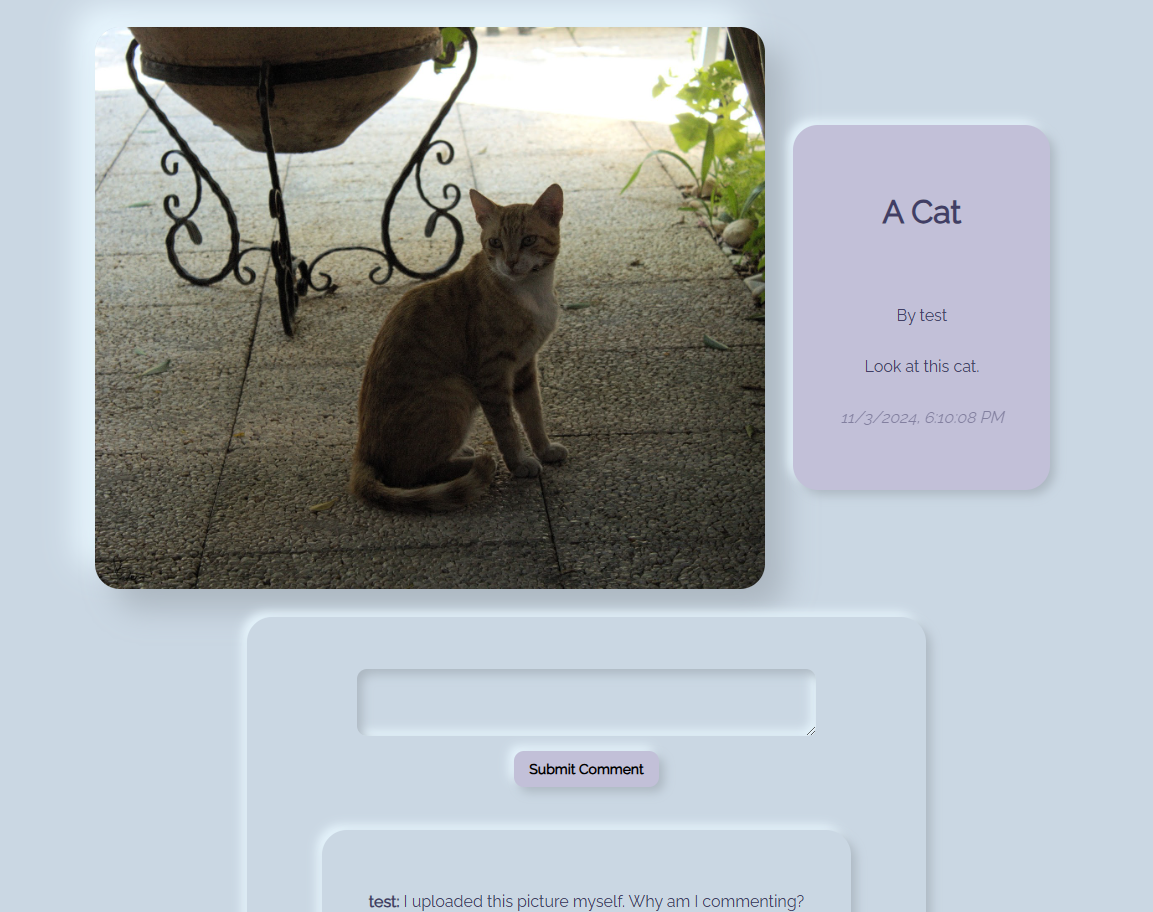 A Cat
By test
Look at this cat.
11/3/2024, 6:10:08 PM
Submit Comment
test: I uploaded this picture myself. Why am I commenting?